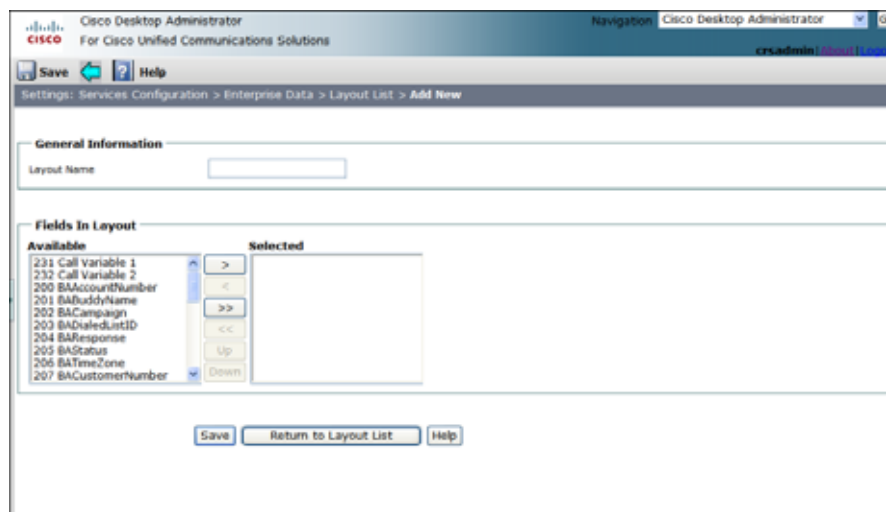 Cisco Desktop Administrator
For Cisco Unified Communications Solutions
CISCO
Navigation Cisco Desktop Administrator
crsadmin | About |
Save Help
Settings: Services Configuration > Enterprise Data > Layout List > Add New
General Information
Layout Name
Fields In Layout
Available Selected
231 Call Variable 1
232 Call Variable 2
200 BAAccountNumber
201 BABuddyName
202 BACampaign
203 BADialedListID
204 BAResponse
205 BAStatus
206 BATimeZone
207 BACustomerNumber
>
<
>>
<<
Up
Down
Save Return to Layout List Help